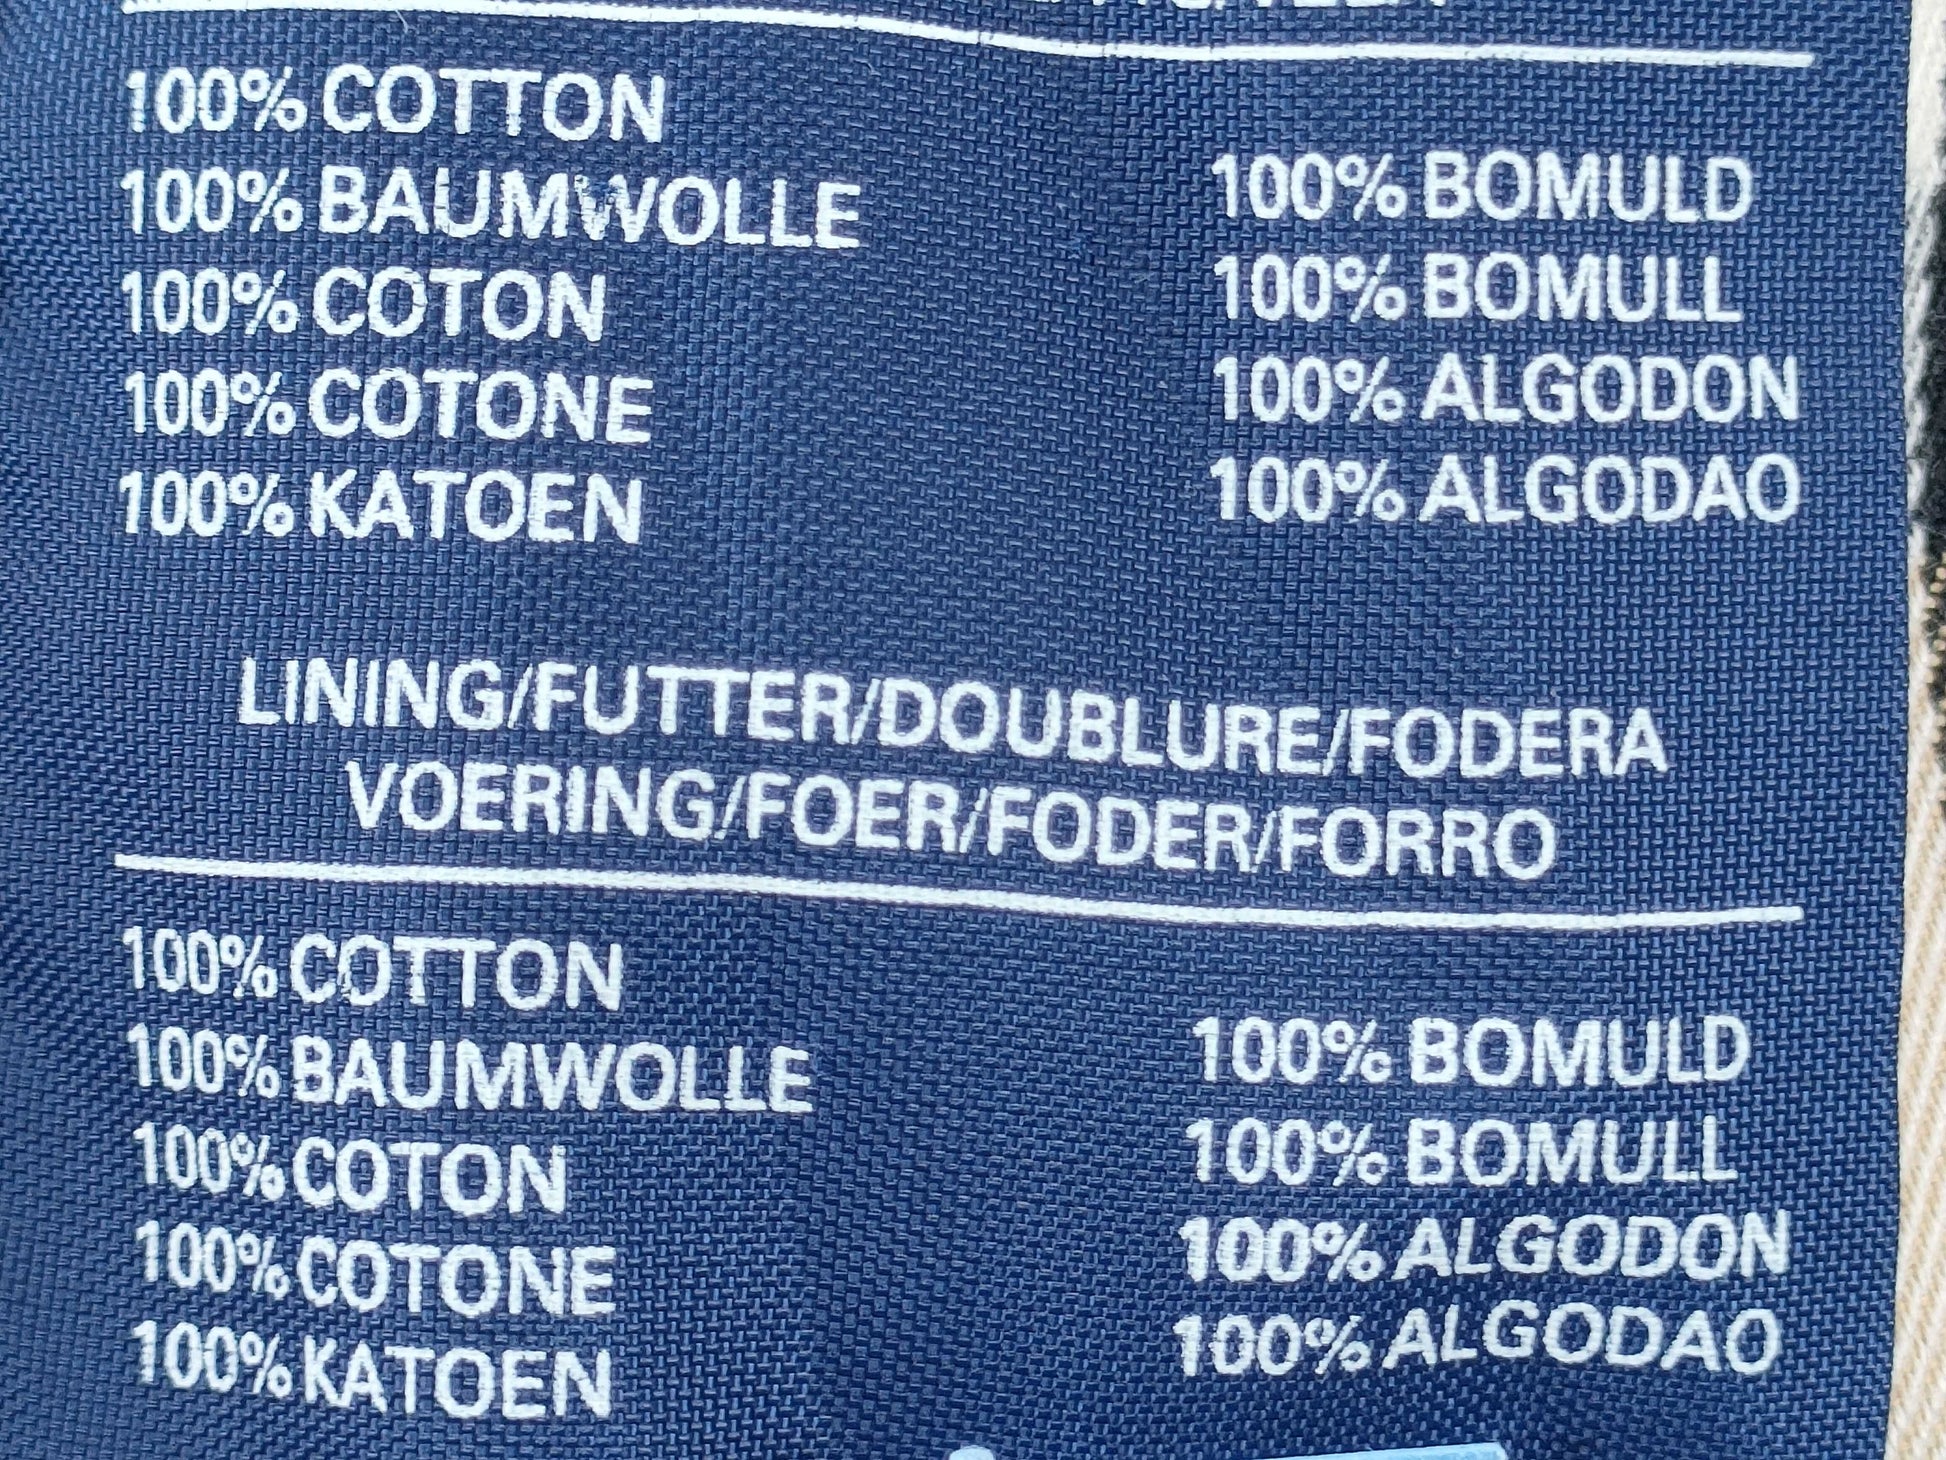 100% COTTON
100% BAUMWOLLE
100% COTON
100% COTONE
100% KATOEN
100% BOMULD
100% BOMULL
100% ALGODON
100% ALGODAO
LINING/FUTTER/DOUBLURE/FODERA
VOERING/FOER/FODER/FORRO
100% COTTON
100% BAUMWOLLE
100% COTON
100% COTONE
100% KATOEN
100% BOMULD
100% BOMULL
100% ALGODON
100% ALGODAO